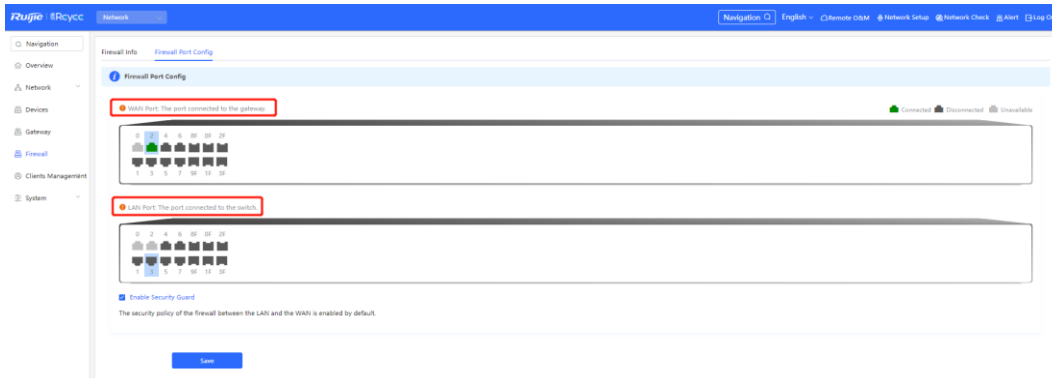 Ruijie Rcycc Network Navigation English Remote O&M Network Setup Network Check Alert Log O
Navigation
Overview
Network
Devices
Gateway
Firewall
Clients Management
System
Firewall Info Firewall Port Config
Firewall Port Config
WAN Port: The port connected to the gateway.
Connected Disconnected Unavailable
0 2 4 6 8F 0F 2F
1 3 5 7 9F 1F 3F
LAN Port: The port connected to the switch.
0 2 4 6 8F 0F 2F
1 3 5 7 9F 1F 3F
Enable Security Guard
The security policy of the firewall between the LAN and the WAN is enabled by default.
Save